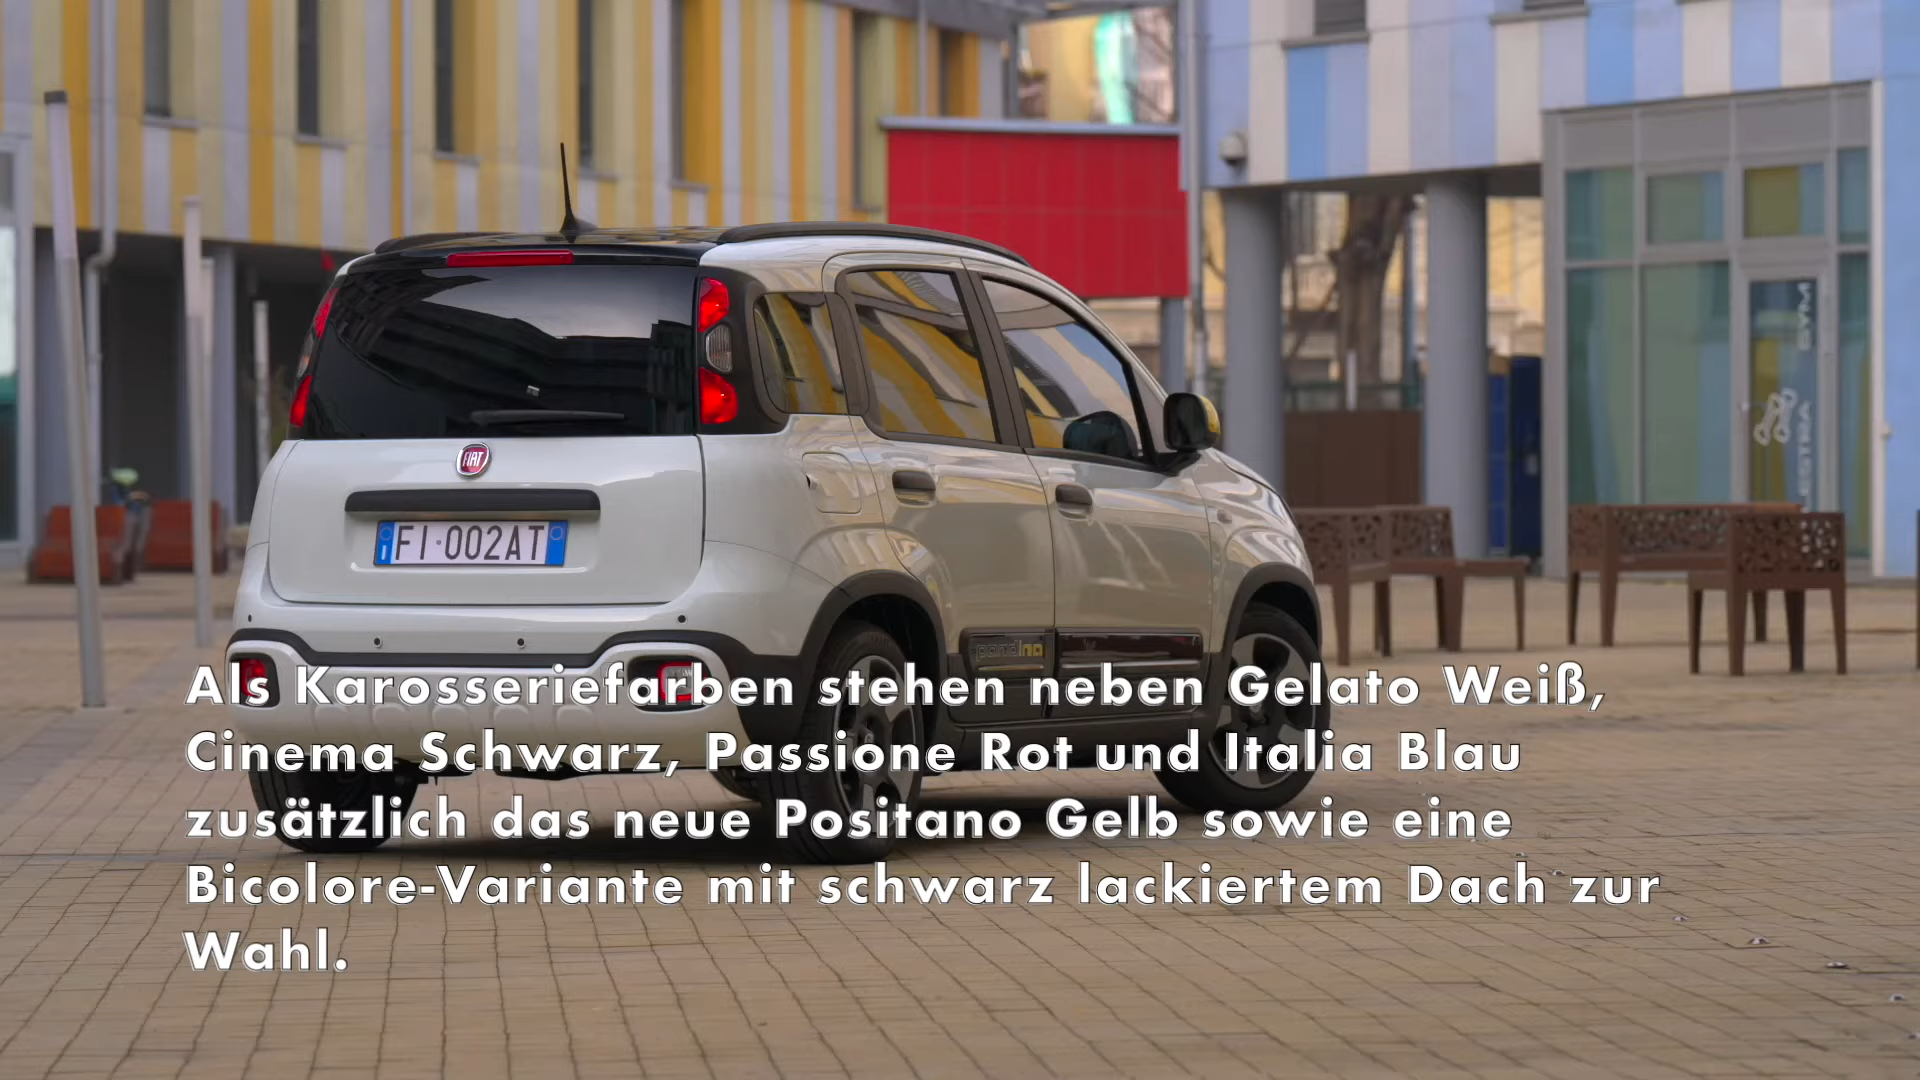 FIAT
FI 002AT
pandina
SYM
Als Karosseriefarben stehen neben Gelato Weiß,
Cinema Schwarz, Passione Rot und Italia Blau
zusätzlich das neue Positano Gelb sowie eine
Bicolore-Variante mit schwarz lackiertem Dach zur
Wahl.